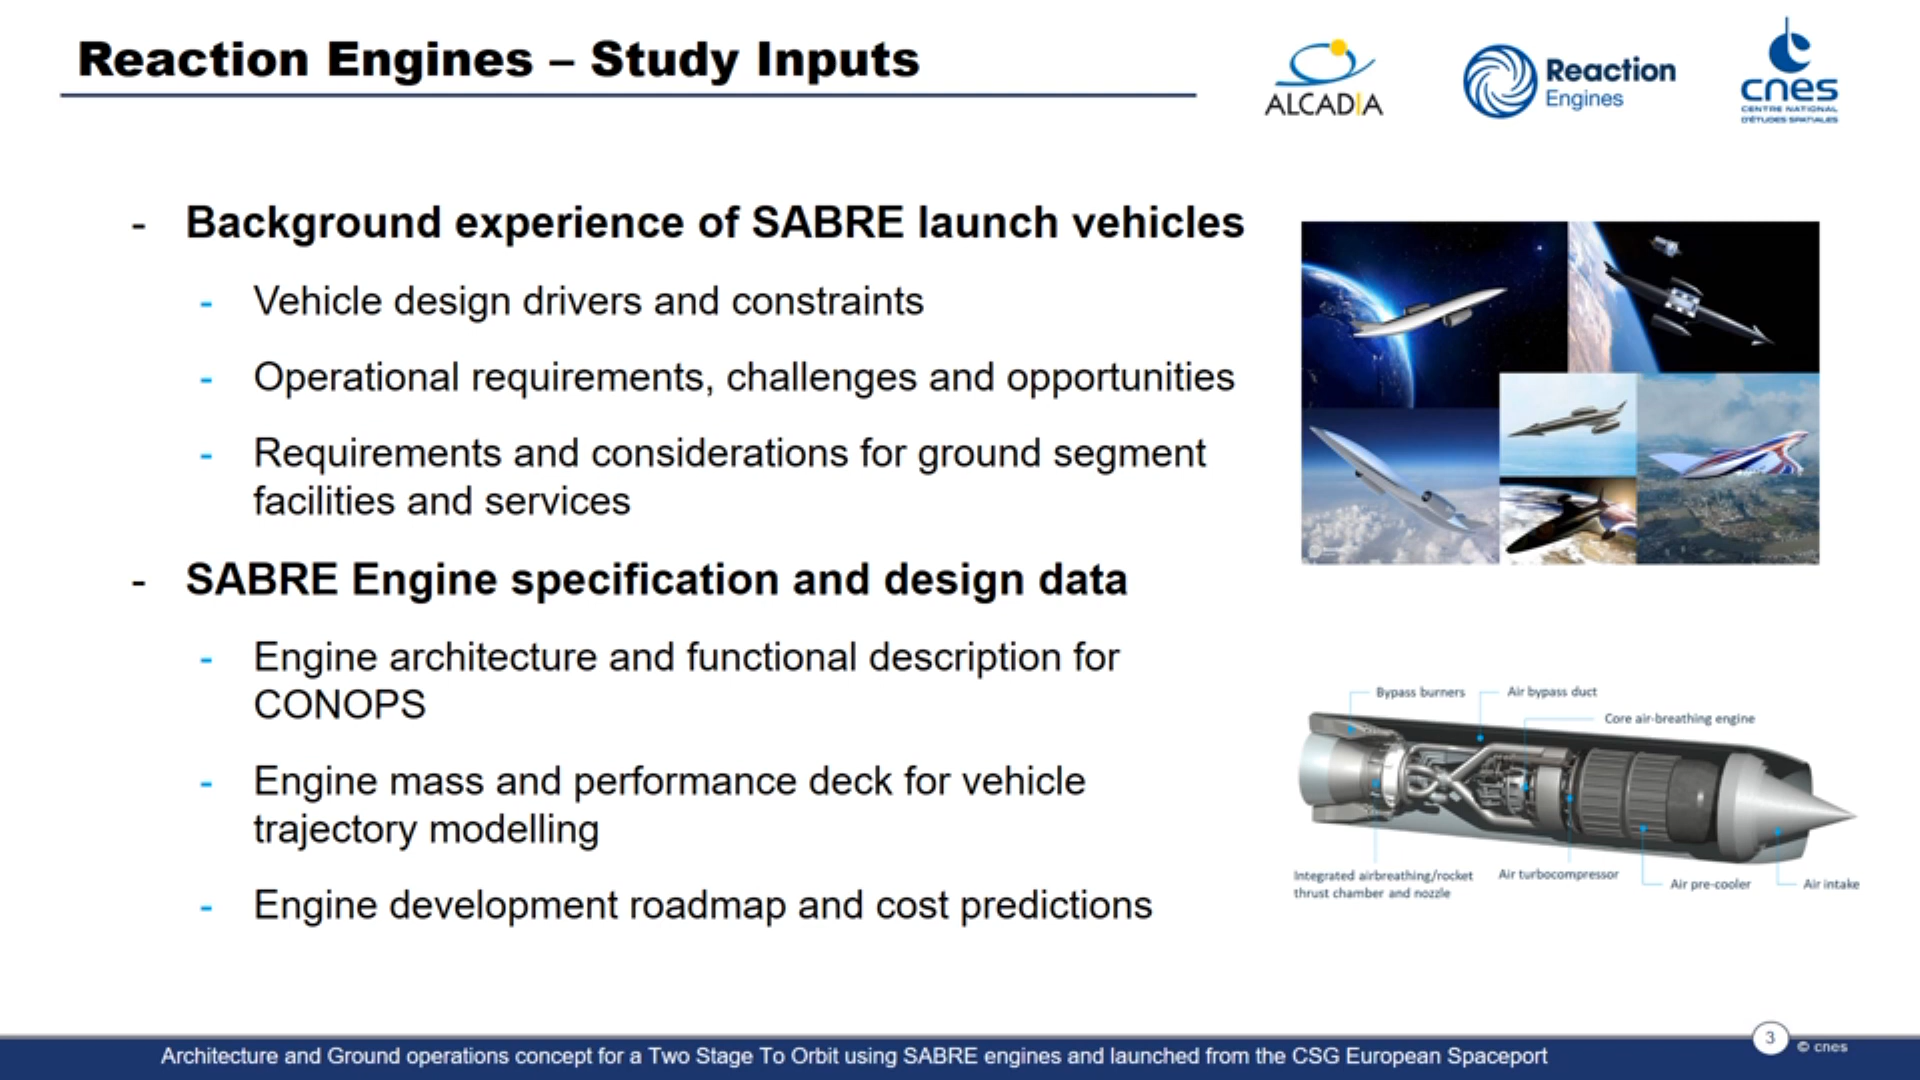 Reaction Engines – Study Inputs
ALCADIA
Reaction
Engines
cnes
CENTRE NATIONAL
D'ÉTUDES SPATIALES
- Background experience of SABRE launch vehicles
- Vehicle design drivers and constraints
- Operational requirements, challenges and opportunities
- Requirements and considerations for ground segment
facilities and services
- SABRE Engine specification and design data
- Engine architecture and functional description for
CONOPS
- Engine mass and performance deck for vehicle
trajectory modelling
- Engine development roadmap and cost predictions
Bypass burners
Air bypass duct
Core air-breathing engine
Integrated airbreathing/rocket
thrust chamber and nozzle
Air turbocompressor
Air pre-cooler
Air intake
Architecture and Ground operations concept for a Two Stage To Orbit using SABRE engines and launched from the CSG European Spaceport
3
© cnes